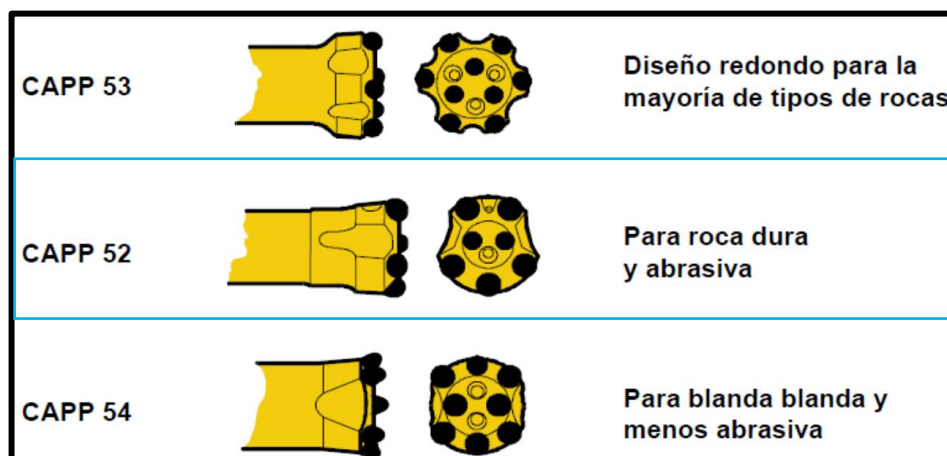 CAPP 53
Diseño redondo para la
mayoría de tipos de rocas
CAPP 52
Para roca dura
y abrasiva
CAPP 54
Para blanda blanda y
menos abrasiva